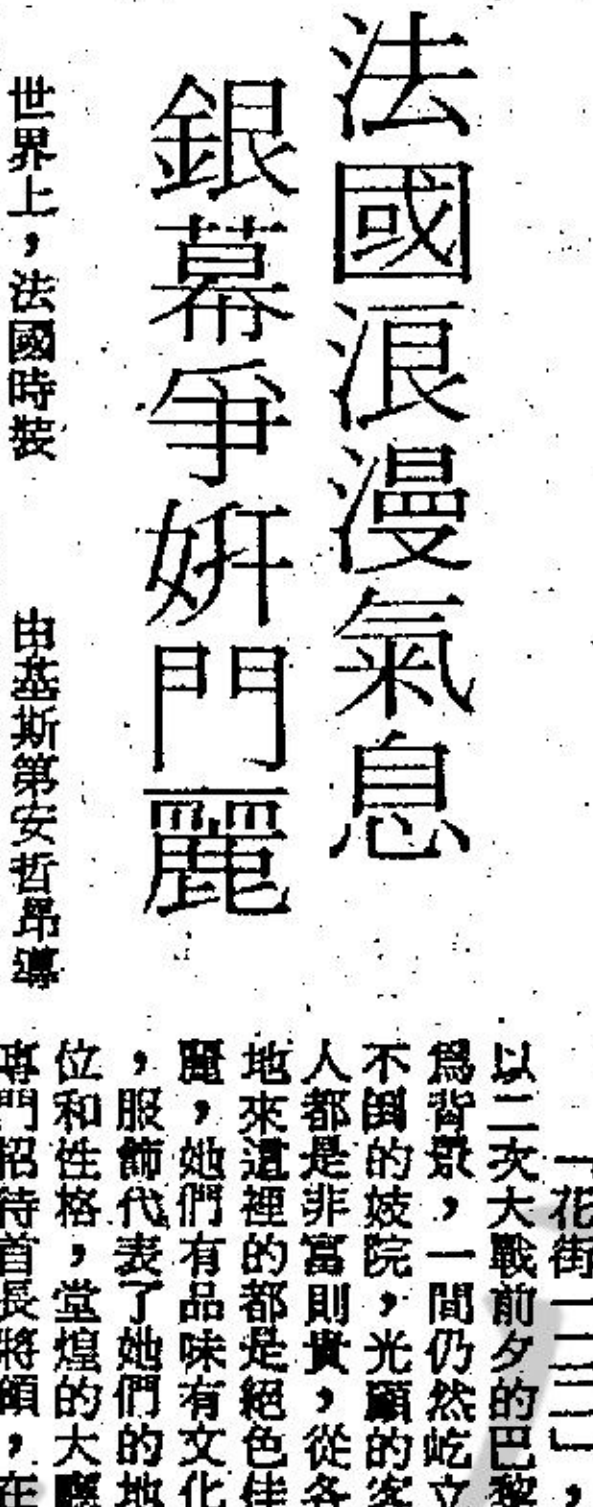 法國浪漫氣息
銀幕爭姸門麗
世界上，法國時裝
由基斯第安哲昂導
「花街一二二」，
以二次大戰前夕的巴黎
爲背景，一間仍然屹立
不倒的妓院，光顧的客
人都是非富則貴，從各
地來這裡的都是絕色佳
麗，她們有品味有文化
，服飾代表了她們的地
位和性格，堂煌的大廳
專門招待首長將領，在